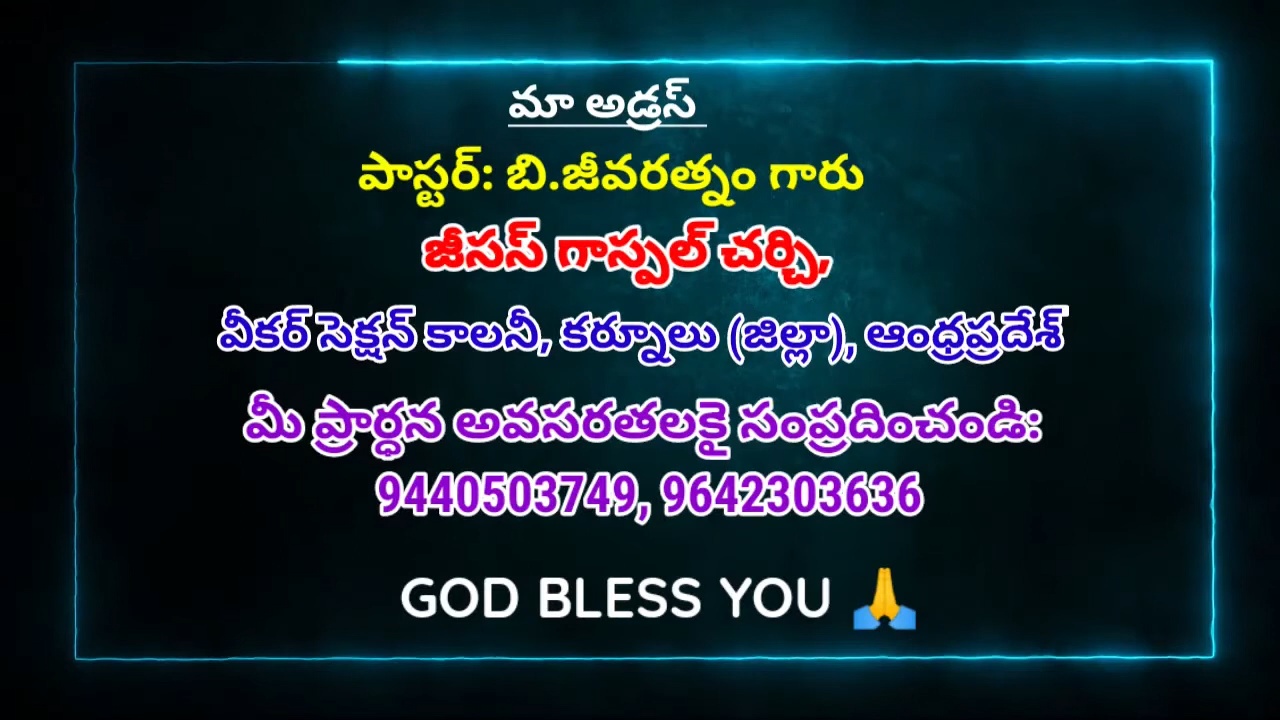 మా అడ్రస్
పాస్టర్: బి.జీవరత్నం గారు
జీసస్ గాస్పల్ చర్చి,
వీకర్ సెక్షన్ కాలనీ, కర్నూలు (జిల్లా), ఆంధ్రప్రదేశ్
మీ ప్రార్ధన అవసరతలకై సంప్రదించండి:
9440503749, 9642303636
GOD BLESS YOU 🙏